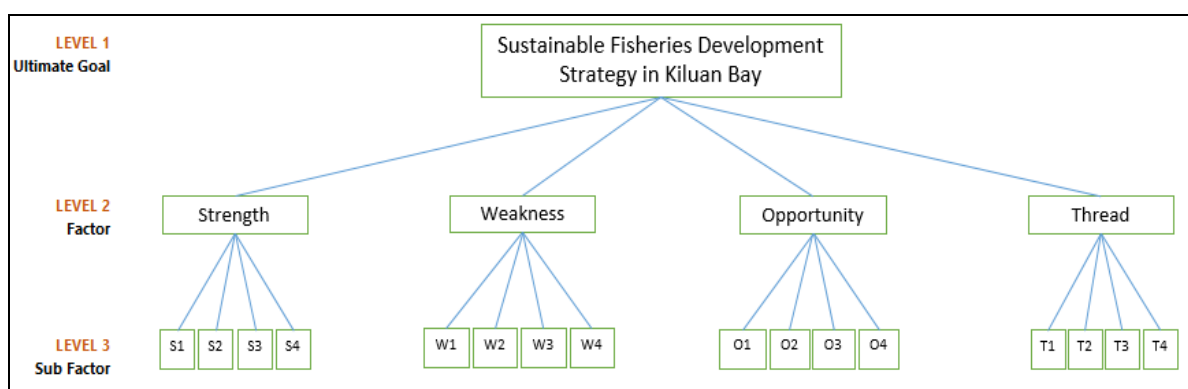 LEVEL 1
Ultimate Goal
Sustainable Fisheries Development
Strategy in Kiluan Bay
LEVEL 2
Factor
Strength
Weakness
Opportunity
Thread
LEVEL 3
Sub Factor
S1
S2
S3
S4
W1
W2
W3
W4
O1
O2
O3
O4
T1
T2
T3
T4